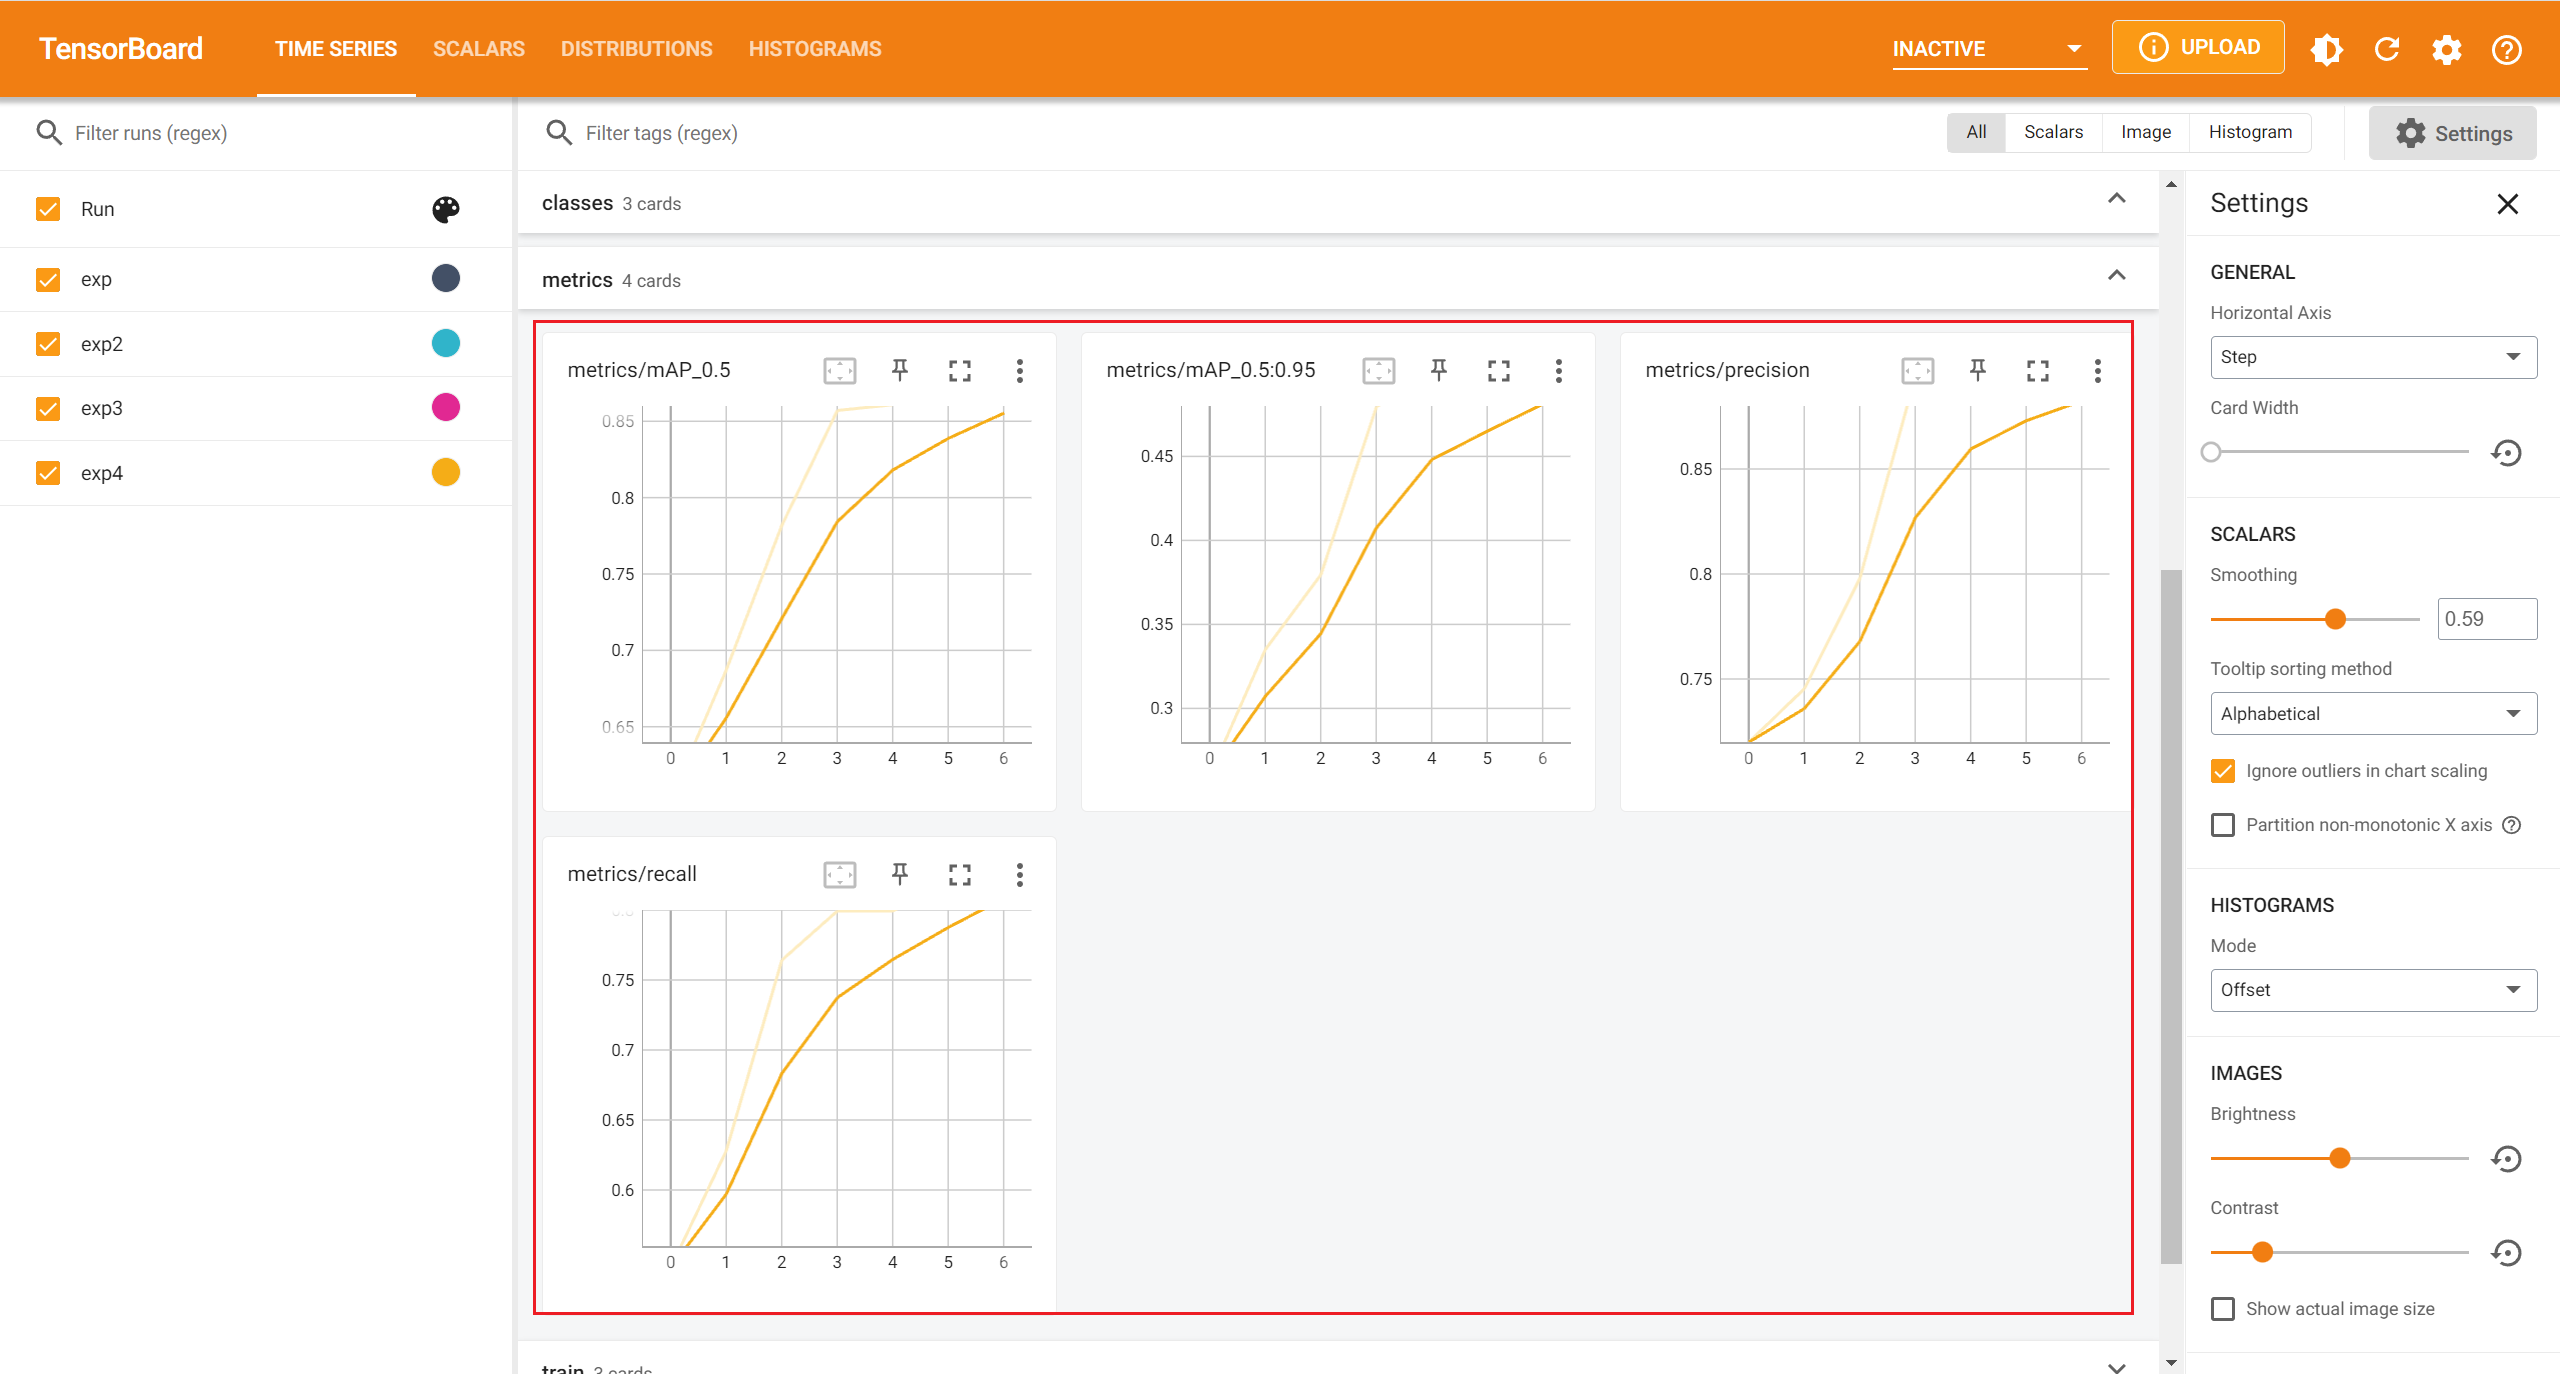 TensorBoard TIME SERIES SCALARS DISTRIBUTIONS HISTOGRAMS INACTIVE UPLOAD
Filter runs (regex)
Run
exp
exp2
exp3
exp4
Filter tags (regex) All Scalars Image Histogram Settings
classes 3 cards
metrics 4 cards
metrics/mAP_0.5
0.85
0.8
0.75
0.7
0.65
0 1 2 3 4 5 6
metrics/mAP_0.5:0.95
0.45
0.4
0.35
0.3
0 1 2 3 4 5 6
metrics/precision
0.85
0.8
0.75
0 1 2 3 4 5 6
metrics/recall
0.75
0.7
0.65
0.6
0 1 2 3 4 5 6
train 3 cards
Settings
GENERAL
Horizontal Axis
Step
Card Width
SCALARS
Smoothing
0.59
Tooltip sorting method
Alphabetical
Ignore outliers in chart scaling
Partition non-monotonic X axis
HISTOGRAMS
Mode
Offset
IMAGES
Brightness
Contrast
Show actual image size